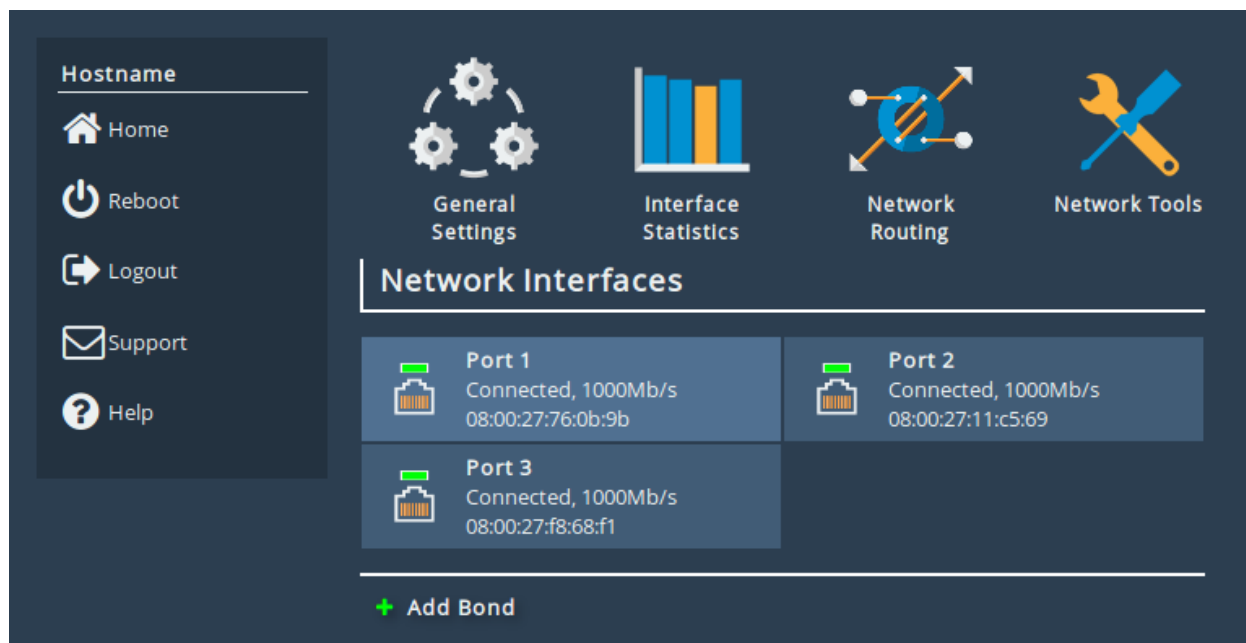 Hostname
Home
Reboot
Logout
Support
Help
General
Settings
Interface
Statistics
Network
Routing
Network Tools
Network Interfaces
Port 1
Connected, 1000Mb/s
08:00:27:76:0b:9b
Port 2
Connected, 1000Mb/s
08:00:27:11:c5:69
Port 3
Connected, 1000Mb/s
08:00:27:f8:68:f1
+ Add Bond